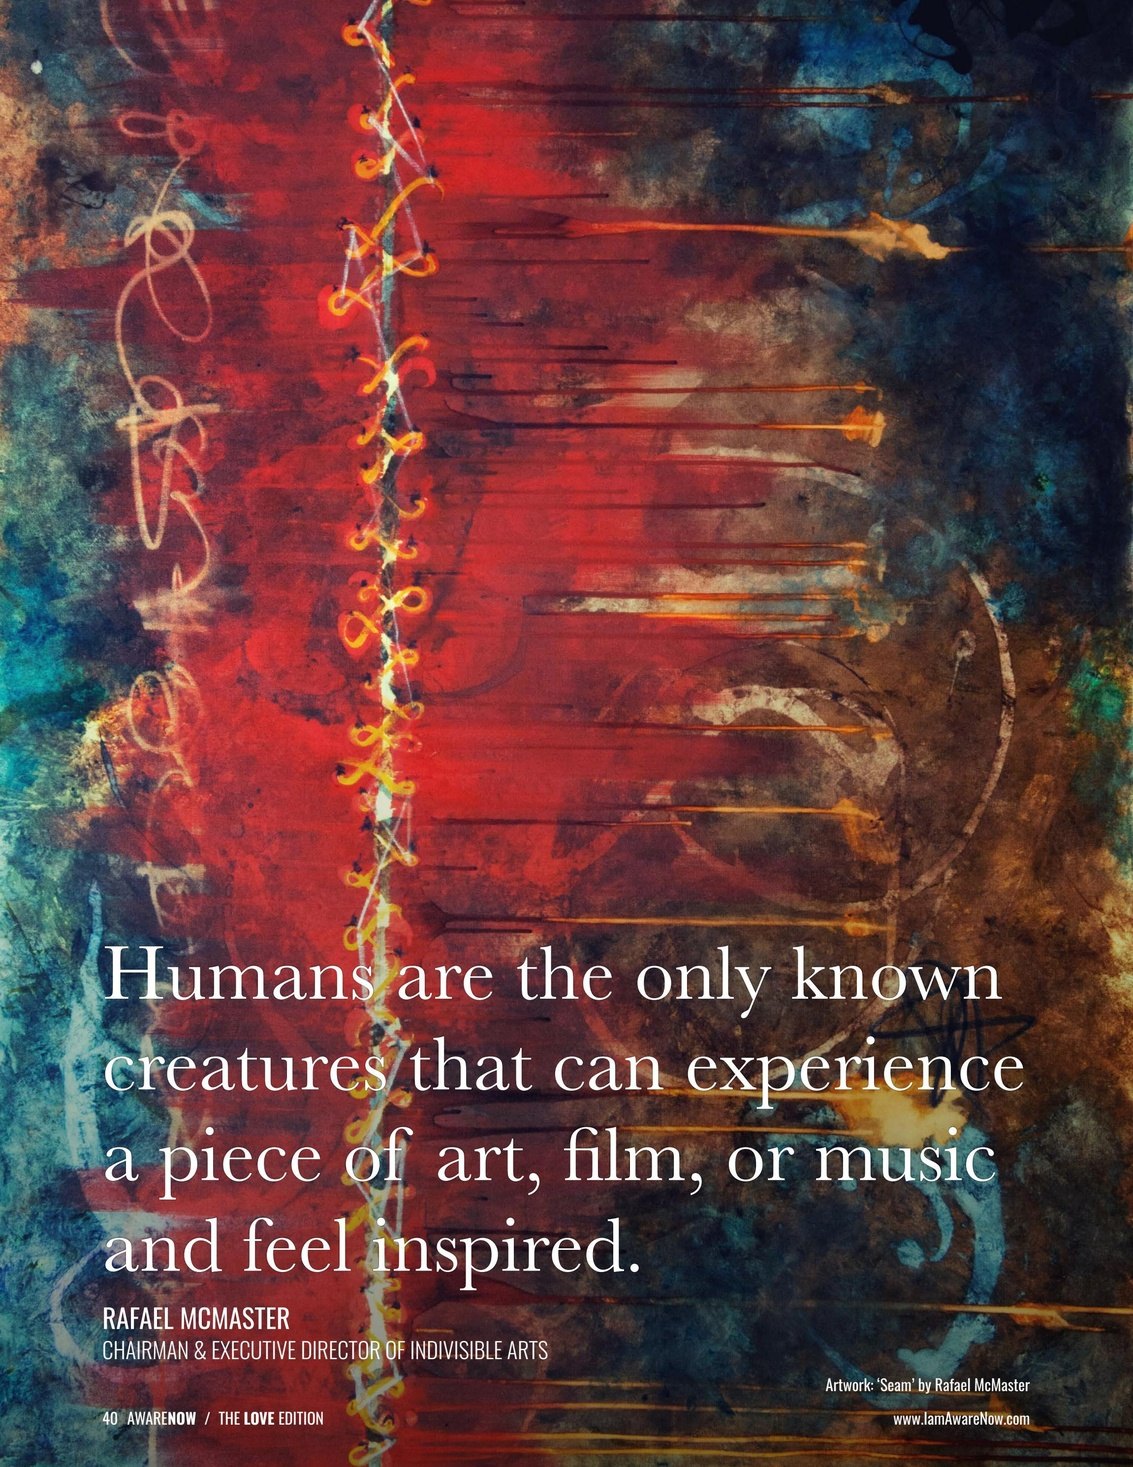 Humans are the only known
creatures that can experience
a piece of art, film, or music
and feel inspired.
RAFAEL MCMASTER
CHAIRMAN & EXECUTIVE DIRECTOR OF INDIVISIBLE ARTS
Artwork: ‘Seam’ by Rafael McMaster
40 AWARENOW / THE LOVE EDITION
www.IamAwareNow.com